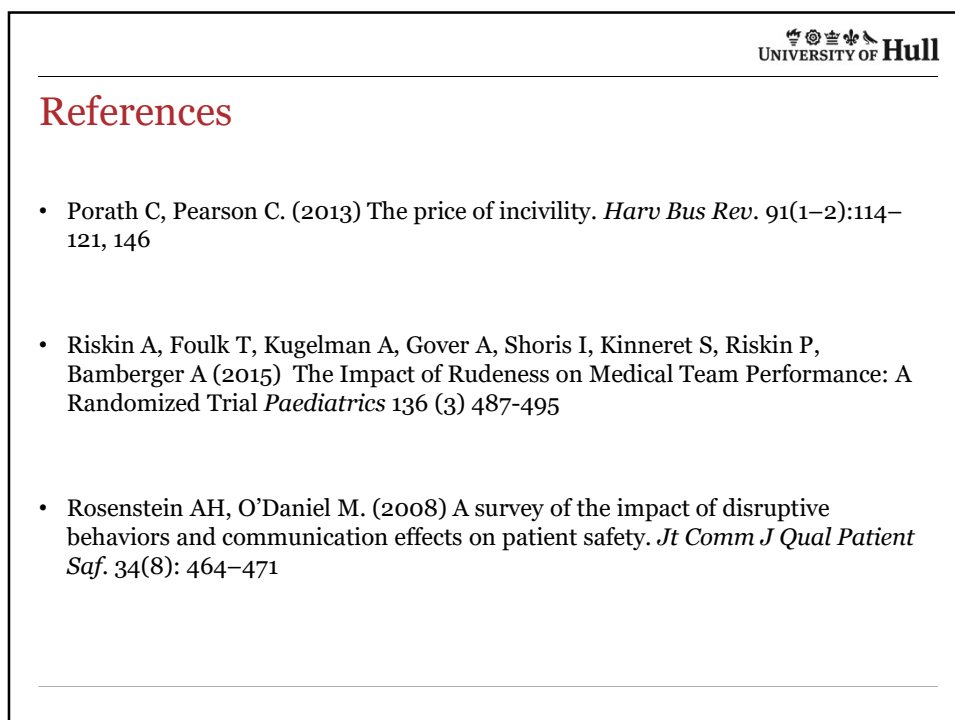 UNIVERSITY OF Hull
References
• Porath C, Pearson C. (2013) The price of incivility. Harv Bus Rev. 91(1–2):114–
121, 146
• Riskin A, Foulk T, Kugelman A, Gover A, Shoris I, Kinneret S, Riskin P,
Bamberger A (2015)  The Impact of Rudeness on Medical Team Performance: A
Randomized Trial Paediatrics 136 (3) 487-495
• Rosenstein AH, O’Daniel M. (2008) A survey of the impact of disruptive
behaviors and communication effects on patient safety. Jt Comm J Qual Patient
Saf. 34(8): 464–471